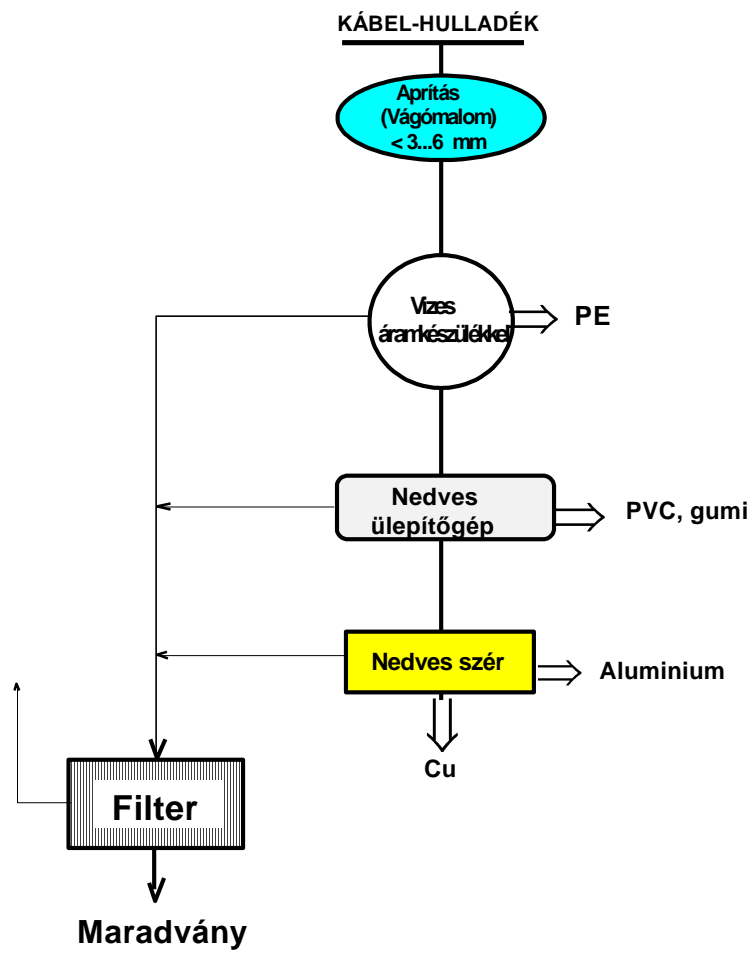 KÁBEL-HULLADÉK
Aprítás
(Vágómalom)
< 3...6 mm
Vizes
áramkészülékkel
PE
Nedves
ülepítőgép
PVC, gumi
Nedves szér
Aluminium
Cu
Filter
Maradvány